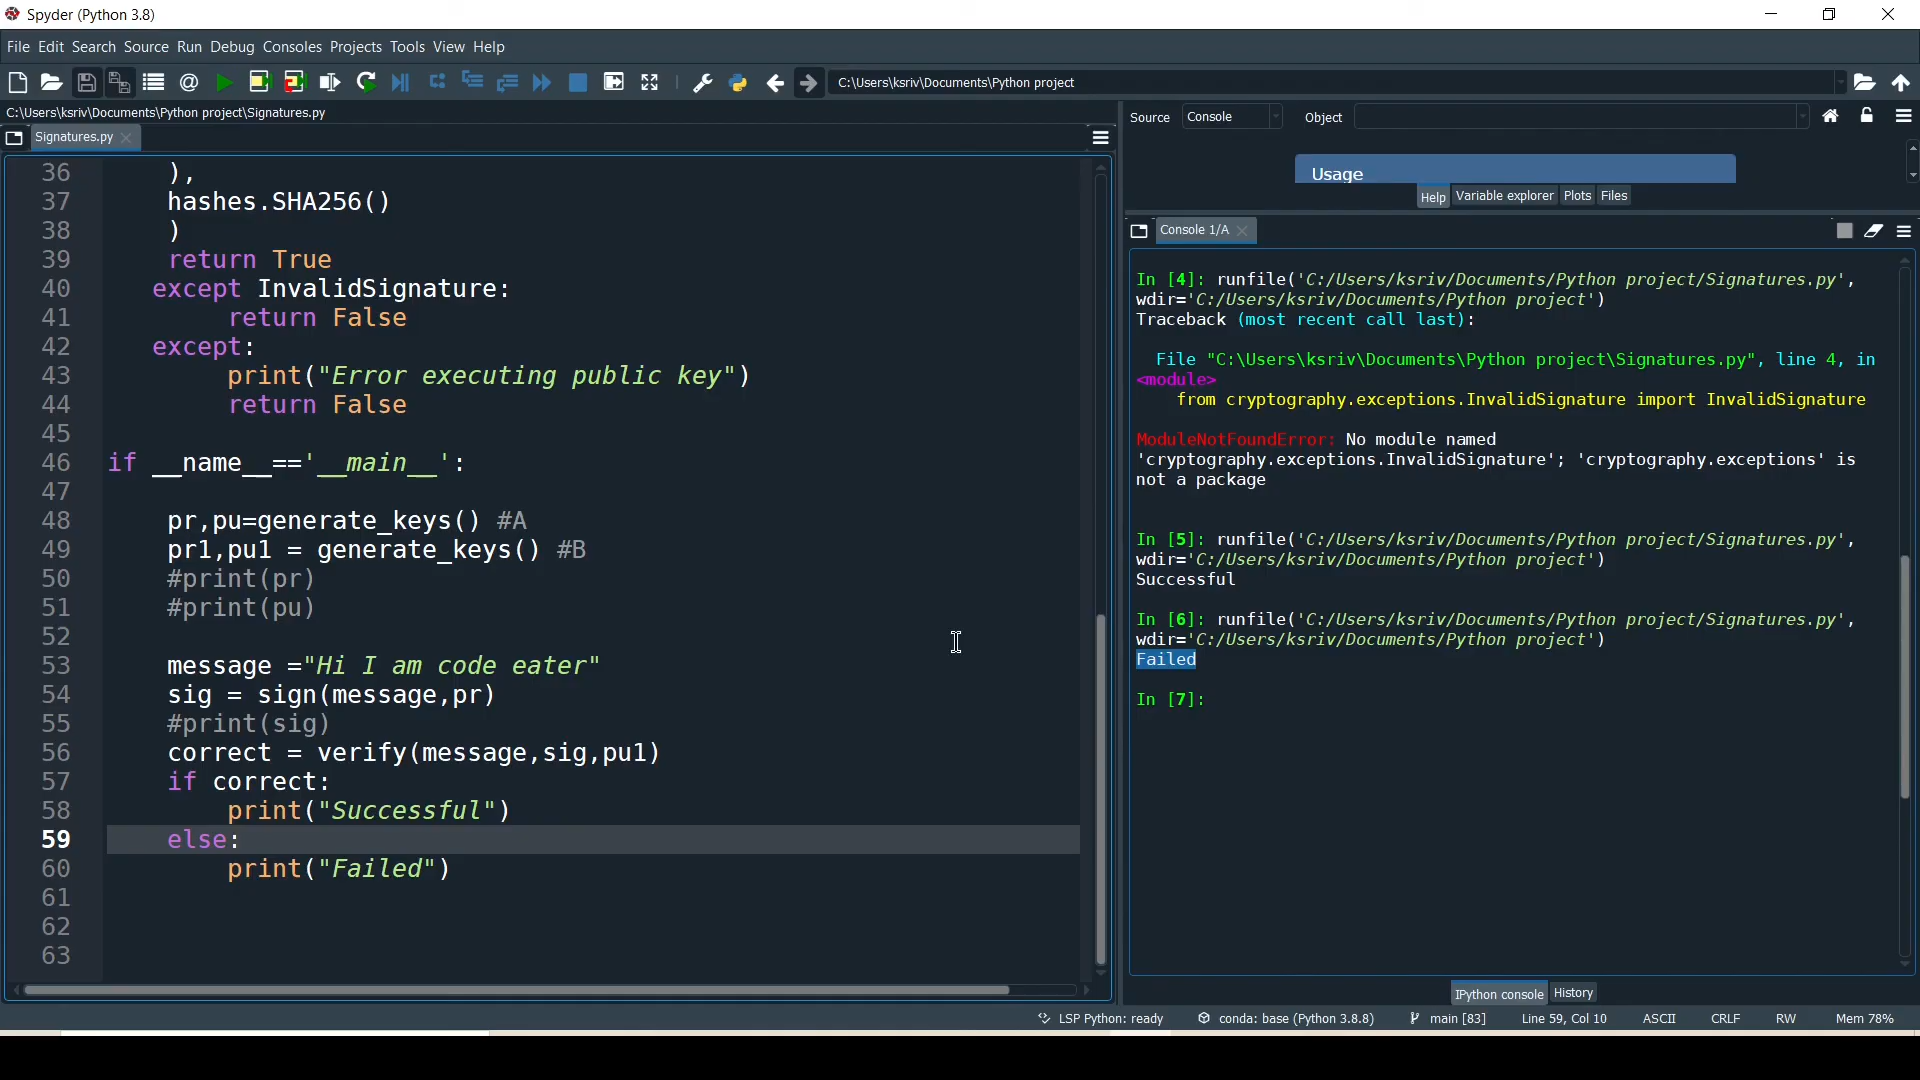 Spyder (Python 3.8)
File Edit Search Source Run Debug Consoles Projects Tools View Help
C:\Users\ksriv\Documents\Python project
C:\Users\ksriv\Documents\Python project\Signatures.py
Signatures.py
36 ),
37 hashes.SHA256()
38 )
39 return True
40 except InvalidSignature:
41 return False
42 except:
43 print("Error executing public key")
44 return False
45
46 if __name__=='__main__':
47
48 pr,pu=generate_keys() #A
49 pr1,pu1 = generate_keys() #B
50 #print(pr)
51 #print(pu)
52
53 message ="Hi I am code eater"
54 sig = sign(message,pr)
55 #print(sig)
56 correct = verify(message,sig,pu1)
57 if correct:
58 print("Successful")
59 else:
60 print("Failed")
61
62
63
Source Console Object
Usage
Help Variable explorer Plots Files
Console 1/A
In [4]: runfile('C:/Users/ksriv/Documents/Python project/Signatures.py',
wdir='C:/Users/ksriv/Documents/Python project')
Traceback (most recent call last):
File "C:\Users\ksriv\Documents\Python project\Signatures.py", line 4, in
<module>
from cryptography.exceptions.InvalidSignature import InvalidSignature
ModuleNotFoundError: No module named
'cryptography.exceptions.InvalidSignature'; 'cryptography.exceptions' is
not a package
In [5]: runfile('C:/Users/ksriv/Documents/Python project/Signatures.py',
wdir='C:/Users/ksriv/Documents/Python project')
Successful
In [6]: runfile('C:/Users/ksriv/Documents/Python project/Signatures.py',
wdir='C:/Users/ksriv/Documents/Python project')
Failed
In [7]:
IPython console History
LSP Python: ready conda: base (Python 3.8.8) main [83] Line 59, Col 10 ASCII CRLF RW Mem 78%